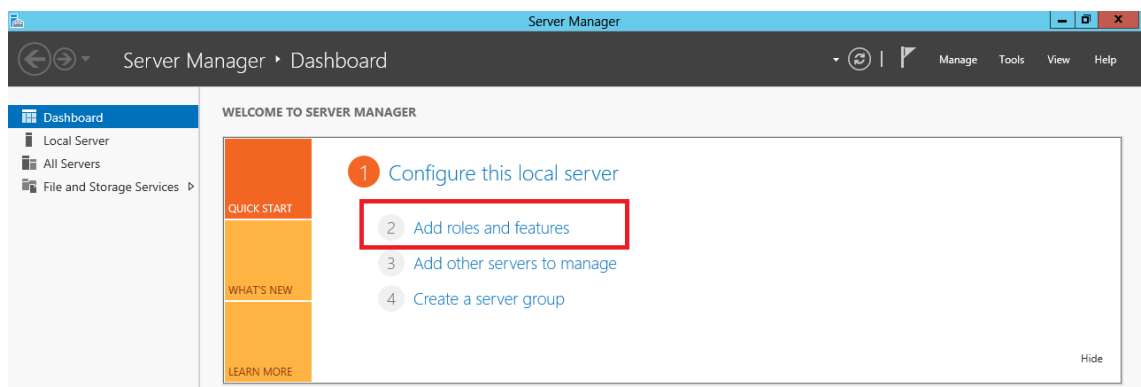 Server Manager
Server Manager ‣ Dashboard
Manage Tools View Help
Dashboard
Local Server
All Servers
File and Storage Services
WELCOME TO SERVER MANAGER
QUICK START
WHAT'S NEW
LEARN MORE
1 Configure this local server
2 Add roles and features
3 Add other servers to manage
4 Create a server group
Hide